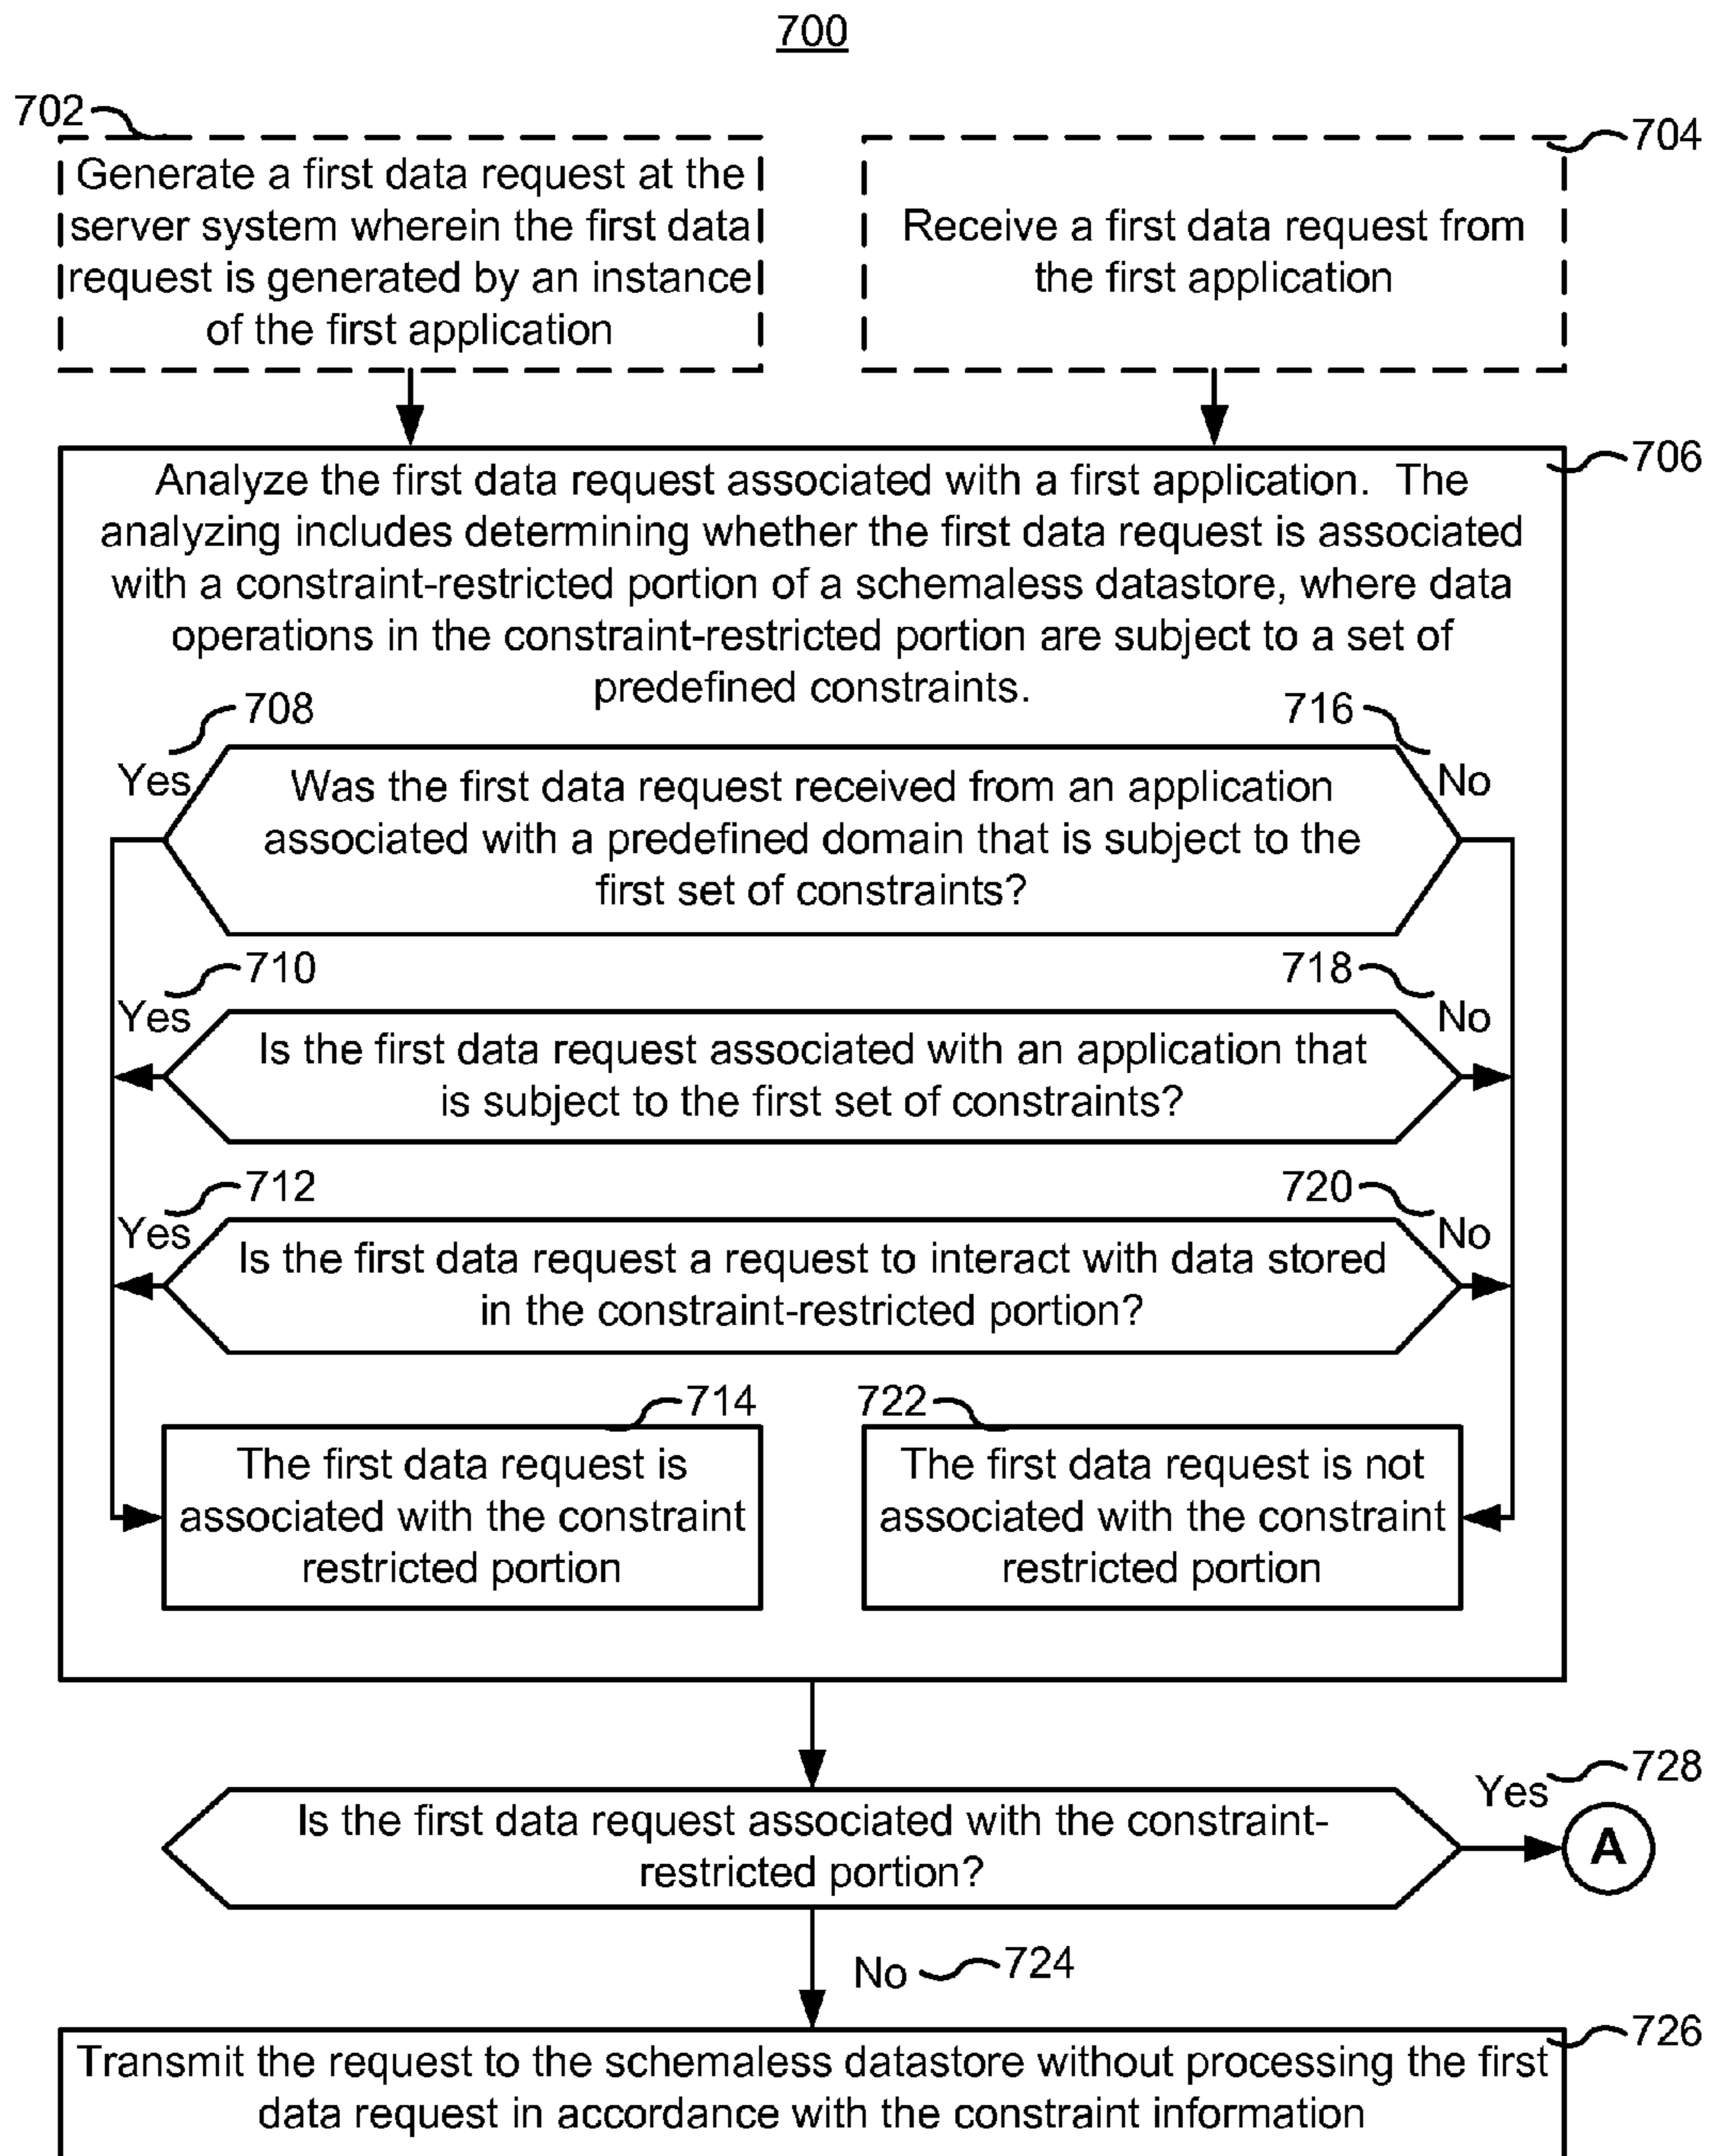 700
702
704
Generate a first data request at the
server system wherein the first data
request is generated by an instance
of the first application
Receive a first data request from
the first application
706
Analyze the first data request associated with a first application. The
analyzing includes determining whether the first data request is associated
with a constraint-restricted portion of a schemaless datastore, where data
operations in the constraint-restricted portion are subject to a set of
predefined constraints.
708
716
Yes
No
Was the first data request received from an application
associated with a predefined domain that is subject to the
first set of constraints?
710
718
Yes
No
Is the first data request associated with an application that
is subject to the first set of constraints?
712
720
Yes
No
Is the first data request a request to interact with data stored
in the constraint-restricted portion?
714
722
The first data request is
associated with the constraint
restricted portion
The first data request is not
associated with the constraint
restricted portion
728
Yes
Is the first data request associated with the constraint-
restricted portion?
A
No
724
726
Transmit the request to the schemaless datastore without processing the first
data request in accordance with the constraint information